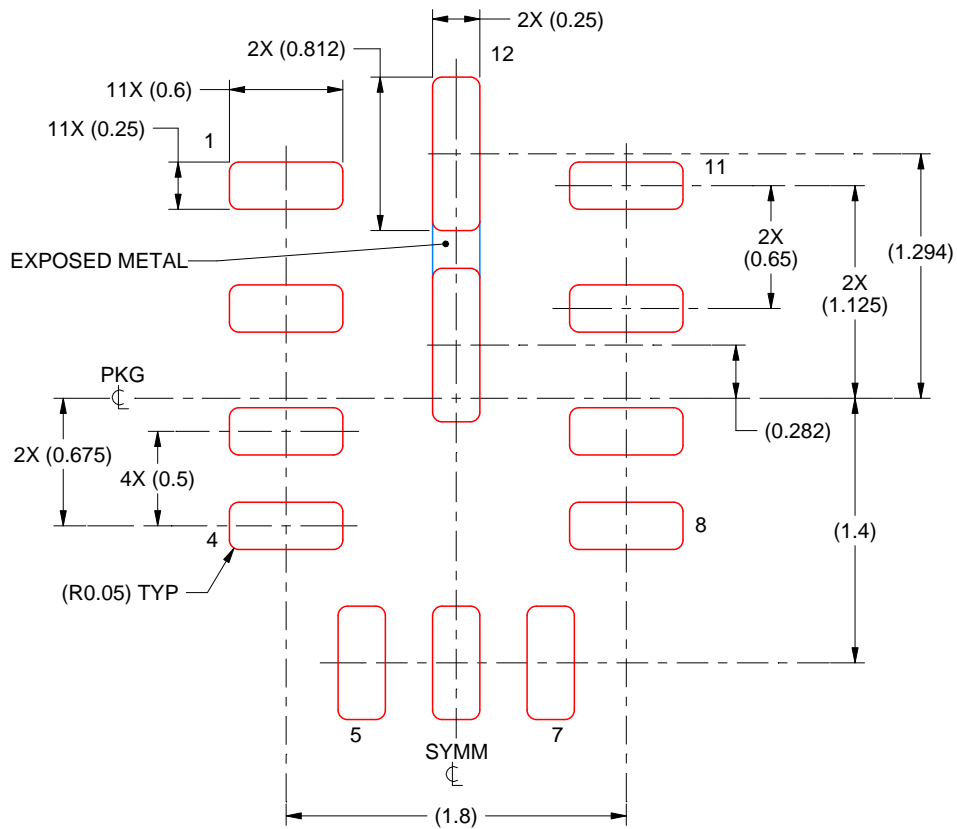 2X (0.25)
2X (0.812)
12
11X (0.6)
11X (0.25)
1
11
EXPOSED METAL
2X
(0.65)
2X
(1.125)
(1.294)
PKG
℄
(0.282)
2X (0.675)
4X (0.5)
4
8
(1.4)
(R0.05) TYP
5
7
SYMM
℄
(1.8)